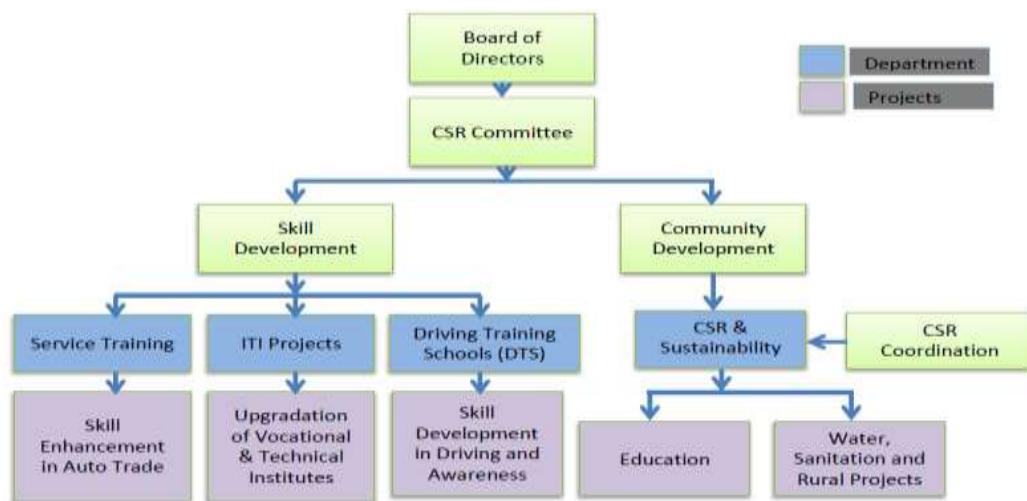 Board of
Directors
Department
Projects
CSR Committee
Skill
Development
Community
Development
Service Training
ITI Projects
Driving Training
Schools (DTS)
CSR &
Sustainability
CSR
Coordination
Skill
Enhancement
in Auto Trade
Upgradation
of Vocational
& Technical
Institutes
Skill
Development
in Driving and
Awareness
Education
Water,
Sanitation and
Rural Projects